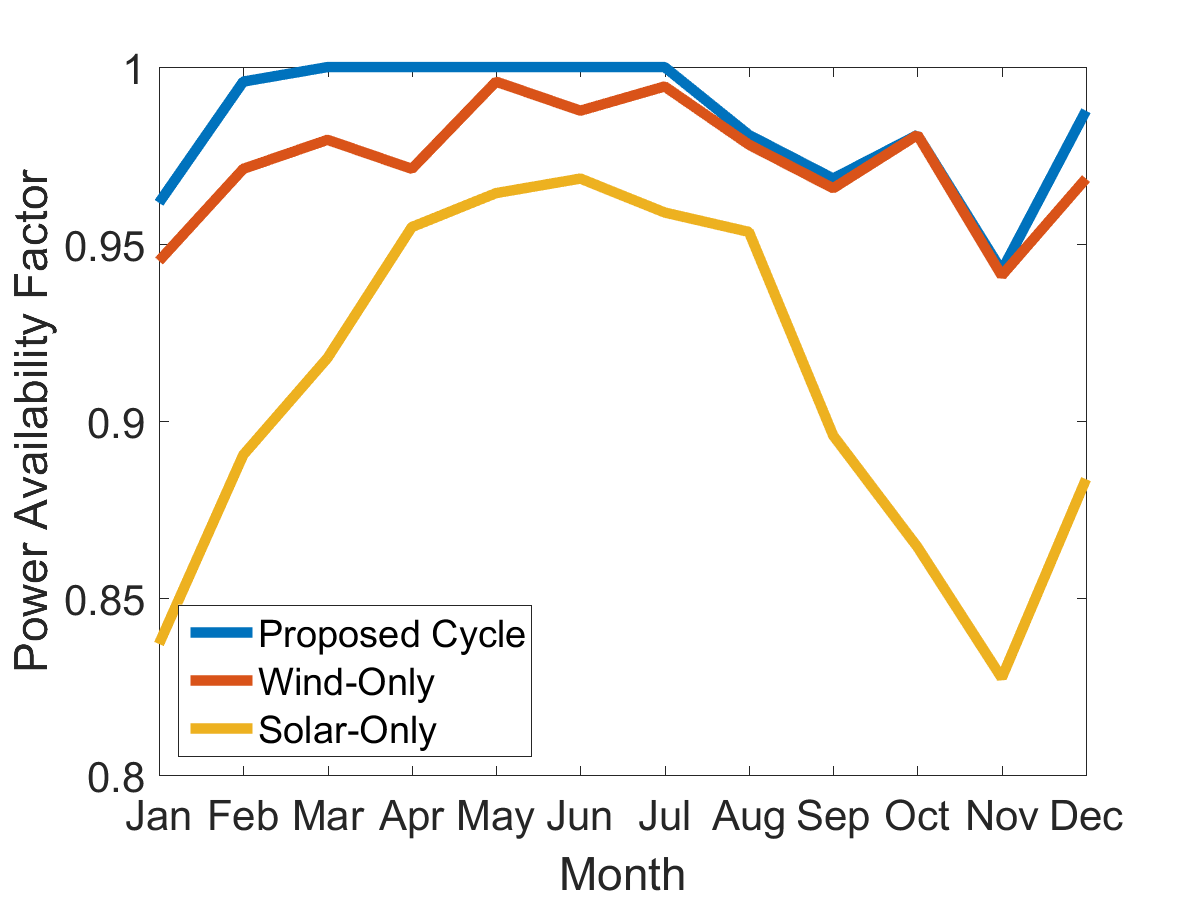 1
0.95
0.9
0.85
0.8
Power Availability Factor
Proposed Cycle
Wind-Only
Solar-Only
Jan Feb Mar Apr May Jun Jul Aug Sep Oct Nov Dec
Month